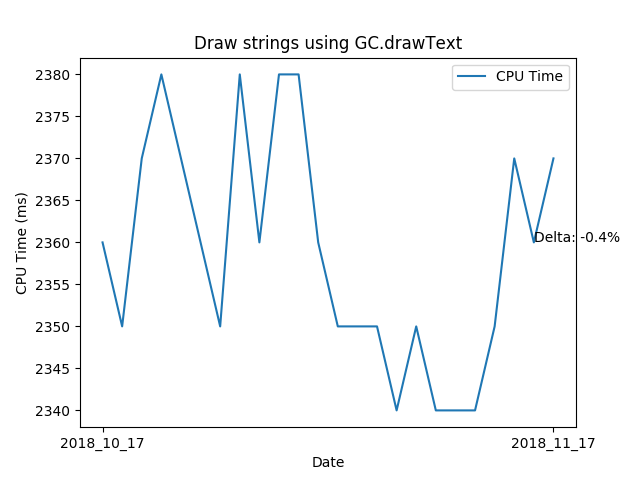 Draw strings using GC.drawText
CPU Time
2380
2375
2370
2365
2360
2355
2350
2345
2340
CPU Time (ms)
Delta: -0.4%
2018_10_17
2018_11_17
Date